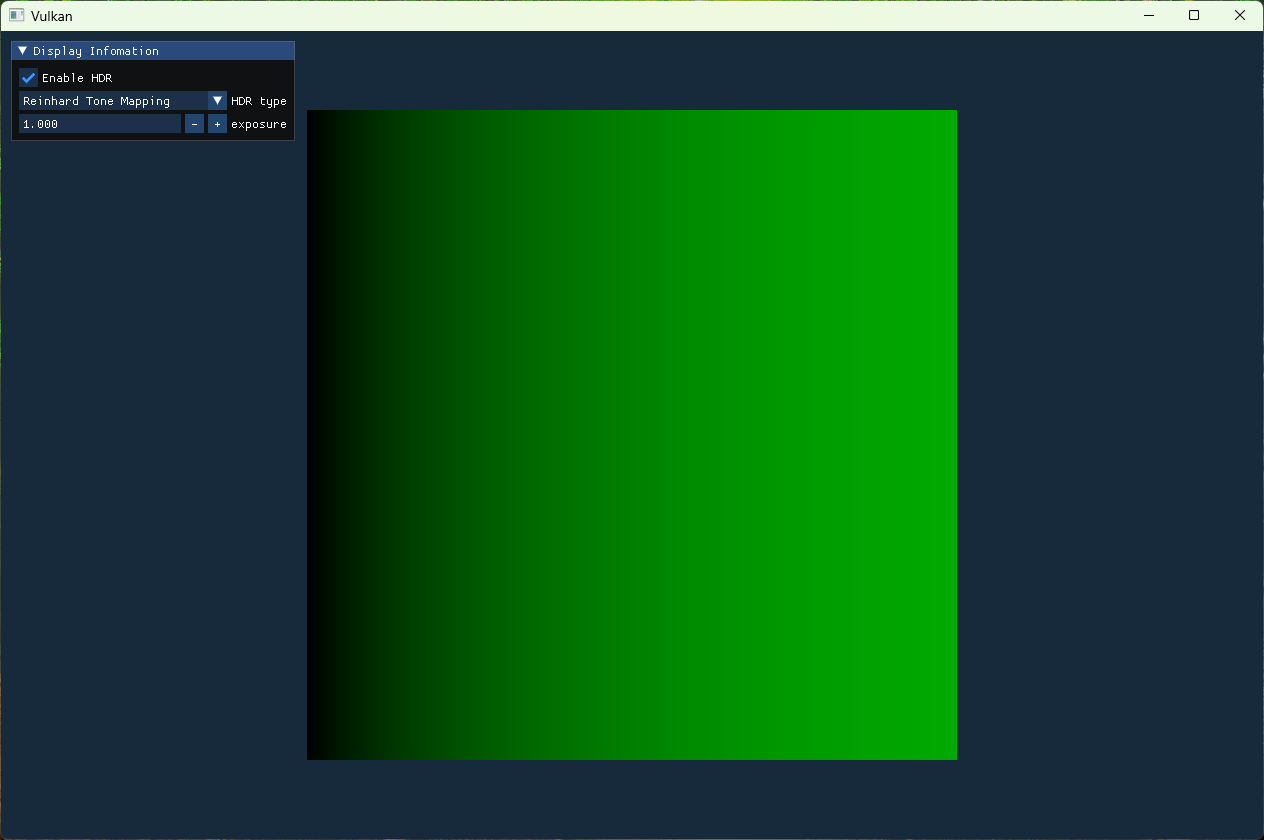 Vulkan
Display Infomation
Enable HDR
Reinhard Tone Mapping HDR type
1.000 - + exposure